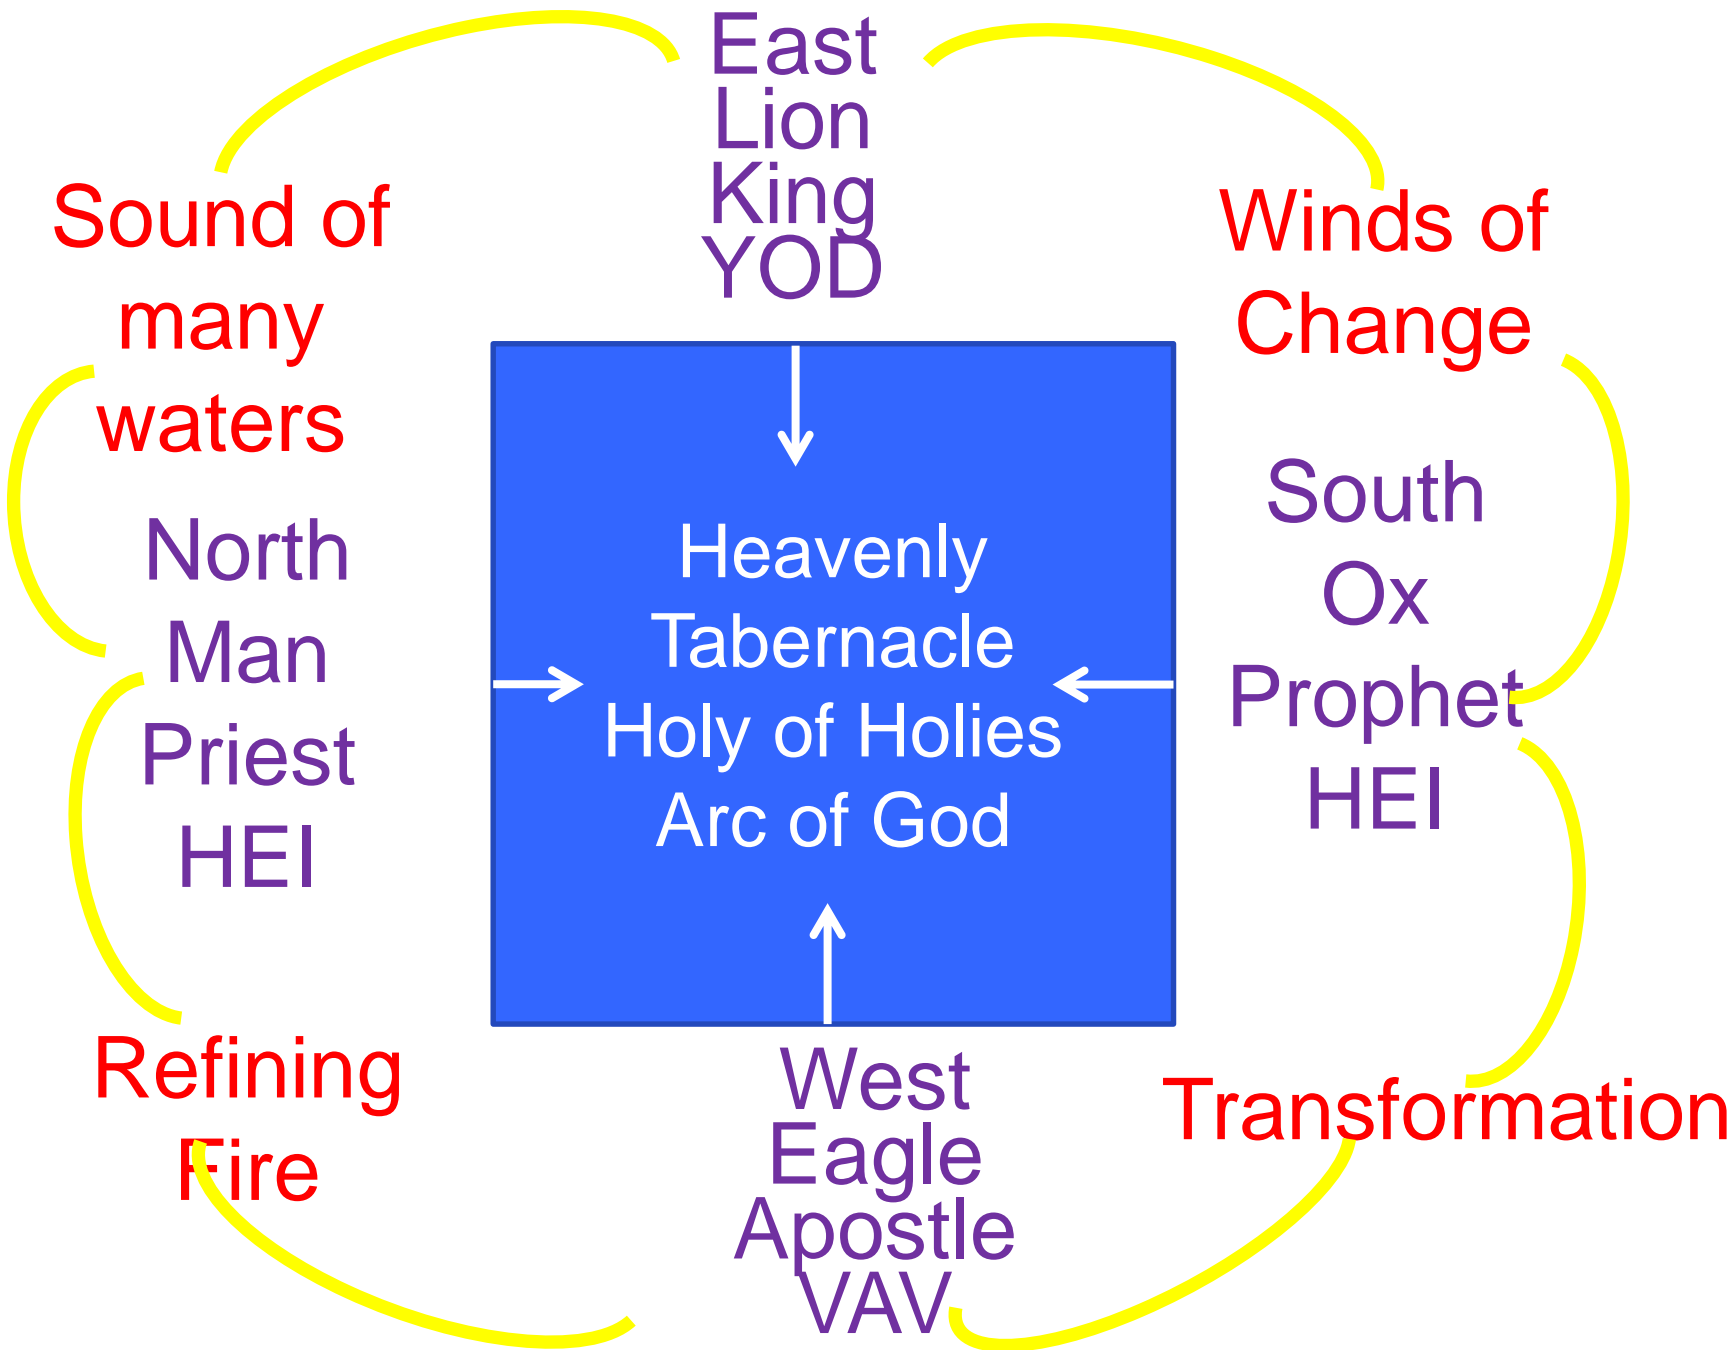 East
Lion
King
YOD
Sound of
many
waters
Winds of
Change
North
Man
Priest
HEI
Heavenly
Tabernacle
Holy of Holies
Arc of God
South
Ox
Prophet
HEI
Refining
Fire
West
Eagle
Apostle
VAV
Transformation